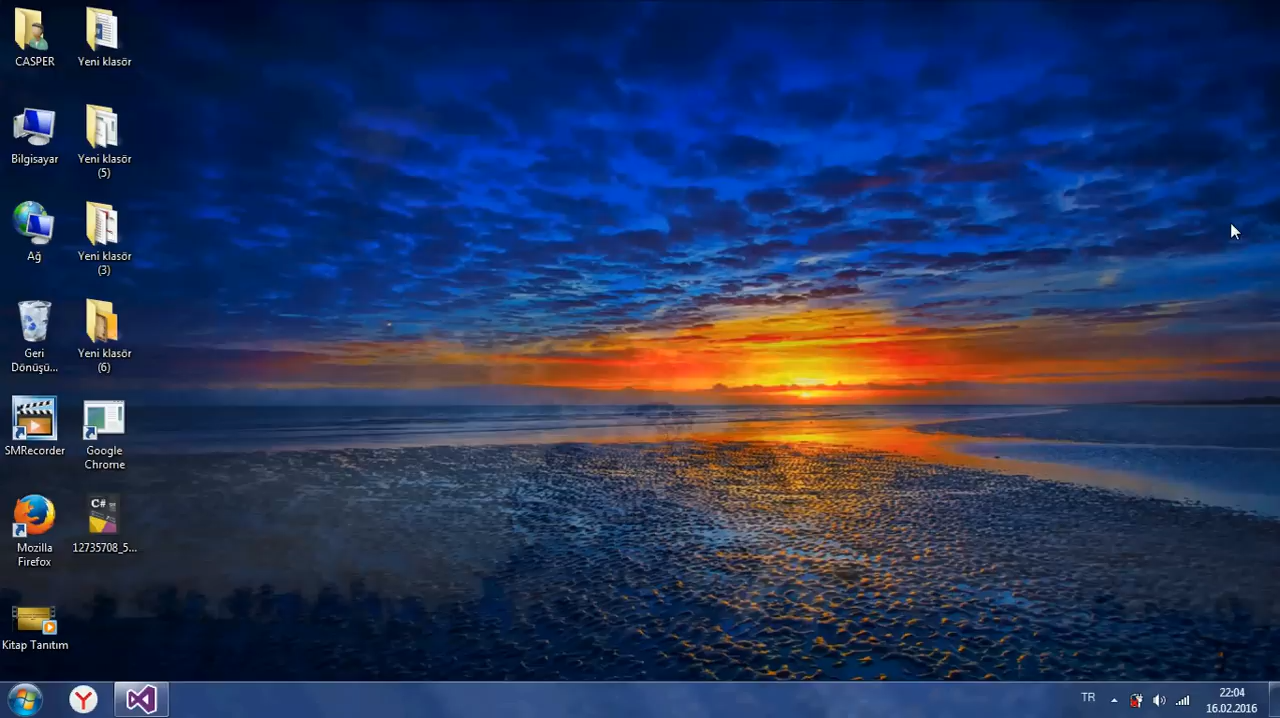 CASPER
Yeni klasör
Bilgisayar
Yeni klasör
(5)
Ağ
Yeni klasör
(3)
Geri
Dönüşü...
Yeni klasör
(6)
SMRecorder
Google
Chrome
Mozilla
Firefox
C#
12735708_5...
Kitap Tanıtım
TR
22:04
16.02.2016